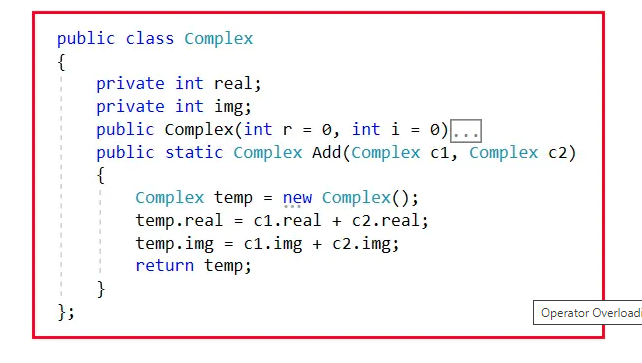 public class Complex
{
private int real;
private int img;
public Complex(int r = 0, int i = 0)...
public static Complex Add(Complex c1, Complex c2)
{
Complex temp = new Complex();
temp.real = c1.real + c2.real;
temp.img = c1.img + c2.img;
return temp;
}
};
Operator